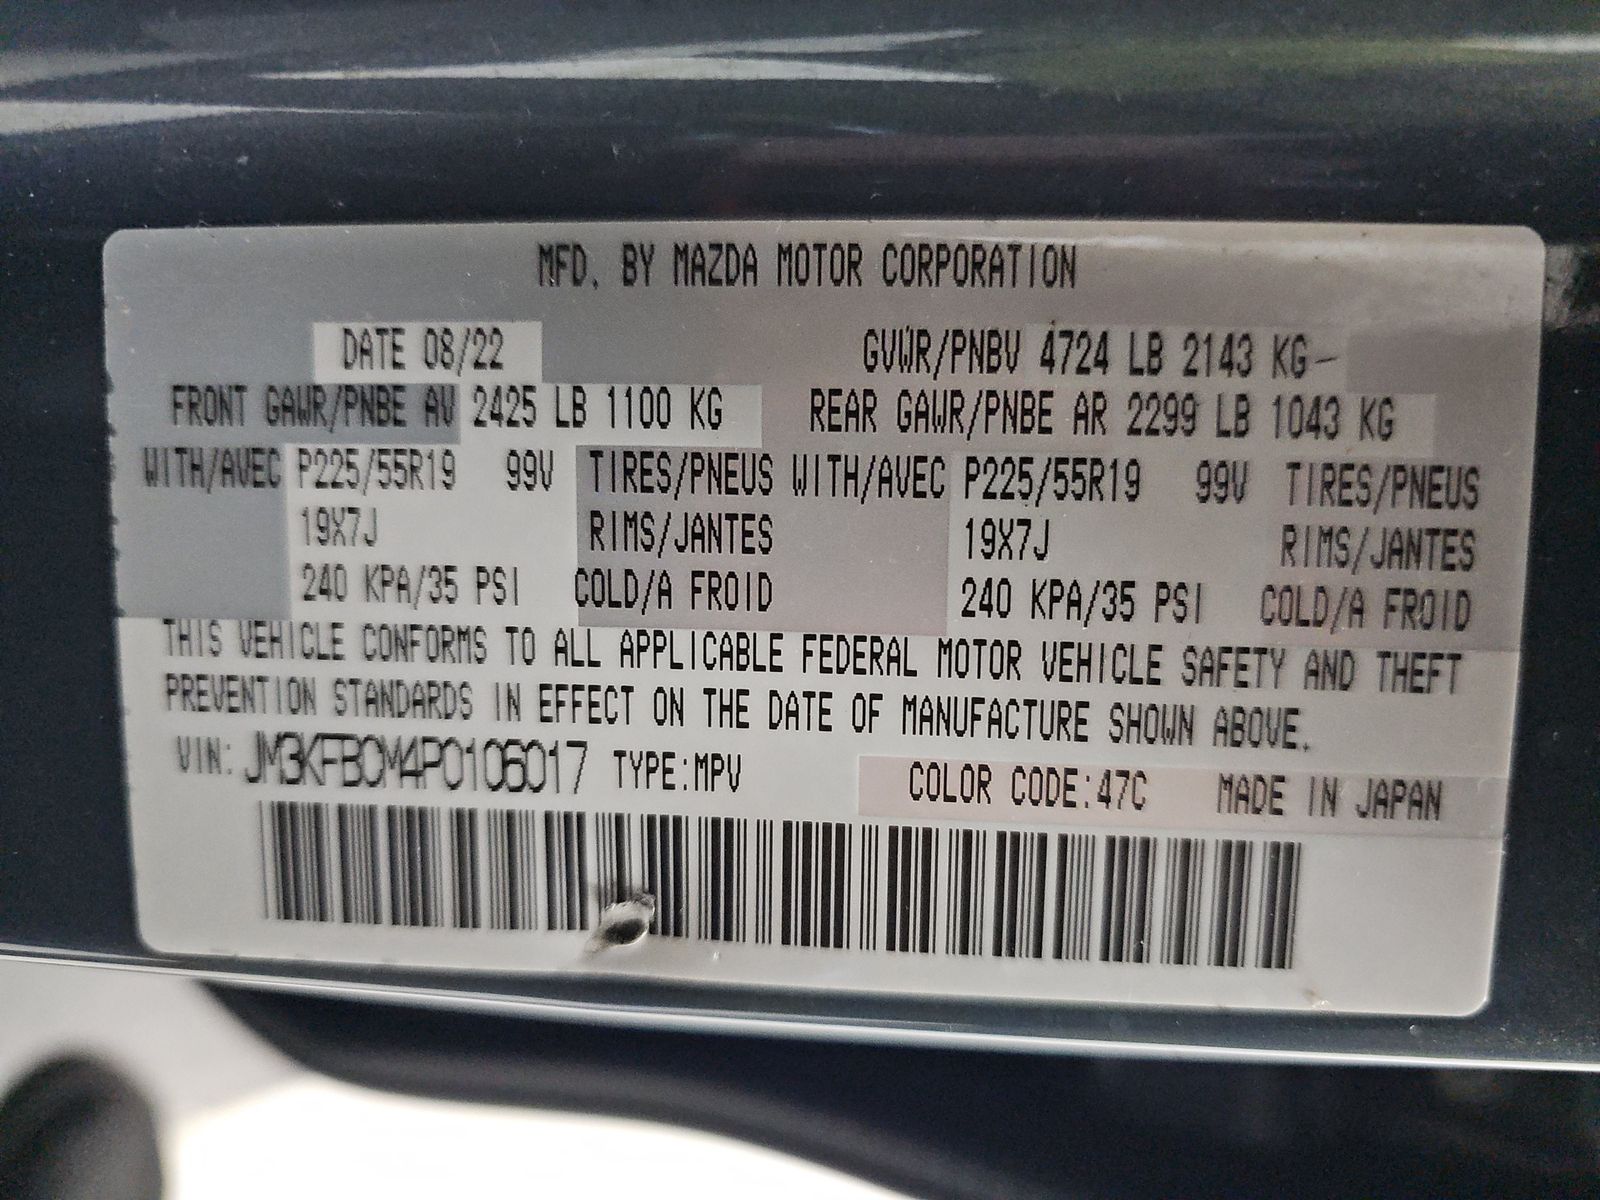 MFD. BY MAZDA MOTOR CORPORATION
DATE 08/22 GVWR/PNBV 4724 LB 2143 KG-
FRONT GAWR/PNBE AV 2425 LB 1100 KG REAR GAWR/PNBE AR 2299 LB 1043 KG
WITH/AVEC P225/55R19 99V TIRES/PNEUS WITH/AVEC P225/55R19 99V TIRES/PNEUS
19X7J RIMS/JANTES 19X7J RIMS/JANTES
240 KPA/35 PSI COLD/A FROID 240 KPA/35 PSI COLD/A FROID
THIS VEHICLE CONFORMS TO ALL APPLICABLE FEDERAL MOTOR VEHICLE SAFETY AND THEFT
PREVENTION STANDARDS IN EFFECT ON THE DATE OF MANUFACTURE SHOWN ABOVE.
VIN: JM3KFBCM4P0106017 TYPE:MPV COLOR CODE:47C MADE IN JAPAN